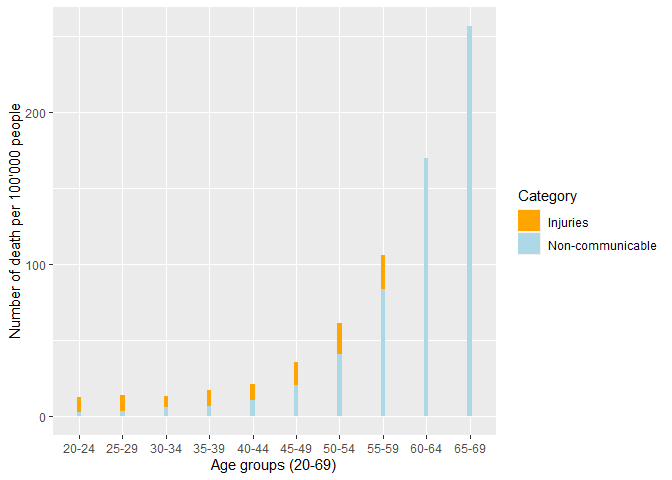 Number of death per 100'000 people
200
100
0
20-24 25-29 30-34 35-39 40-44 45-49 50-54 55-59 60-64 65-69
Age groups (20-69)
Category
Injuries
Non-communicable